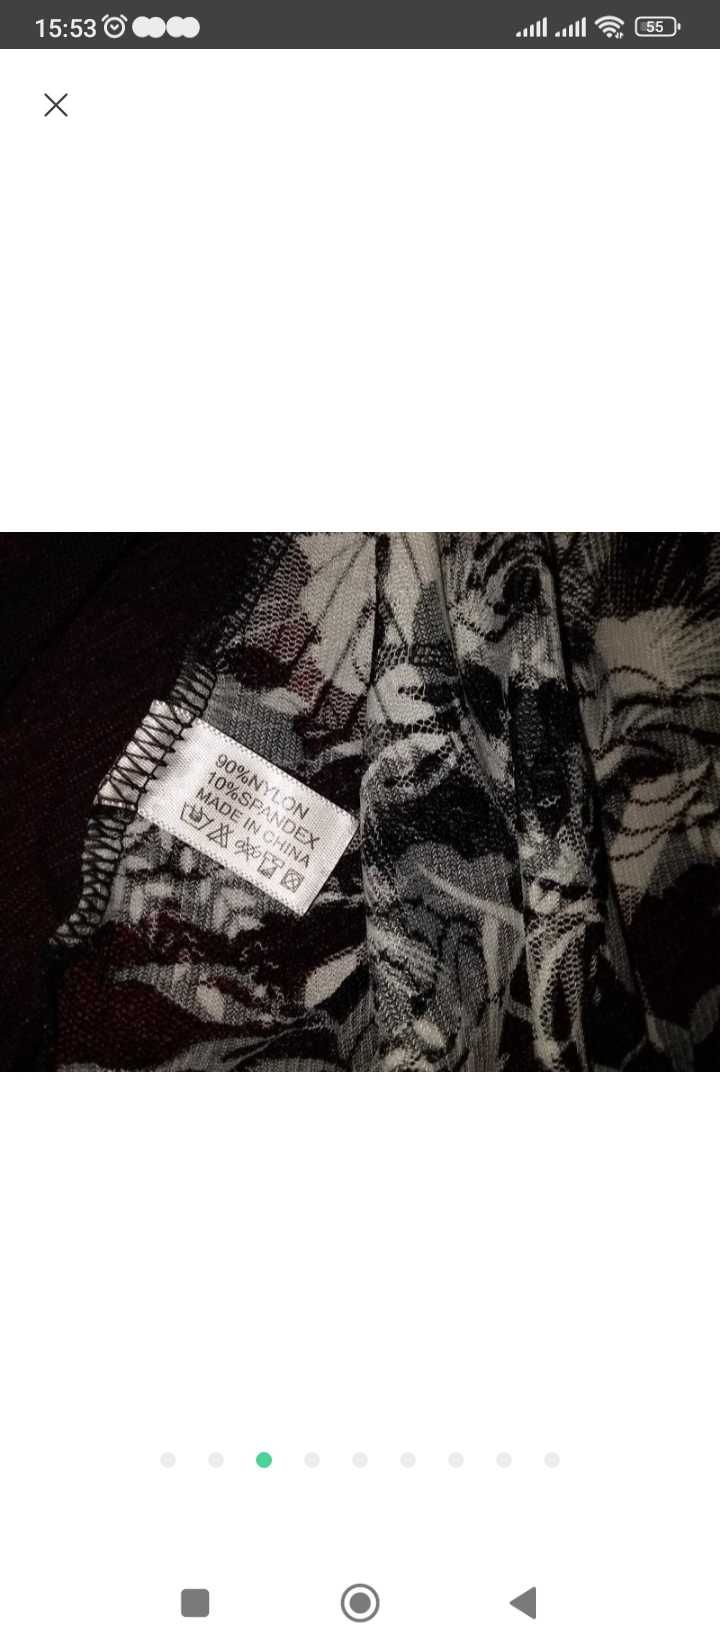 15:53
55
90%NYLON
10%SPANDEX
MADE IN CHINA